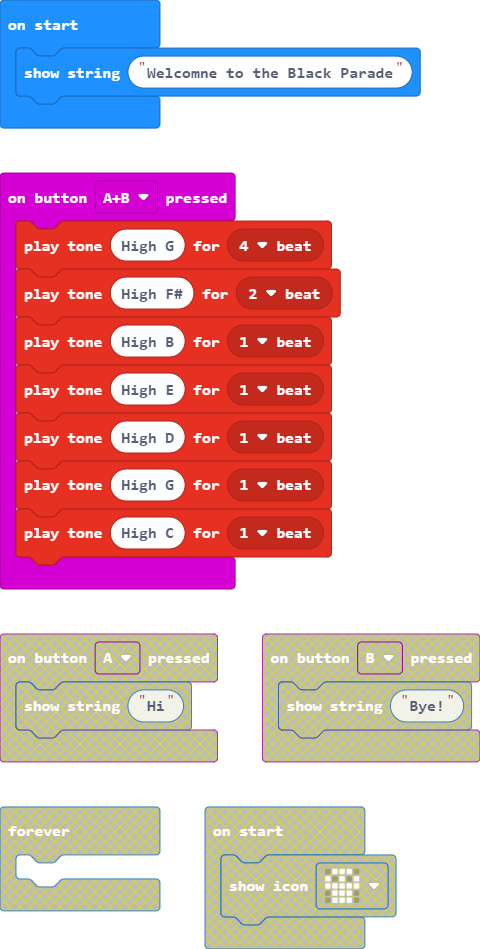 on start
show string "Welcomne to the Black Parade"
on button A+B pressed
play tone High G for 4 beat
play tone High F# for 2 beat
play tone High B for 1 beat
play tone High E for 1 beat
play tone High D for 1 beat
play tone High G for 1 beat
play tone High C for 1 beat
on button A pressed
show string "Hi"
on button B pressed
show string "Bye!"
forever
on start
show icon